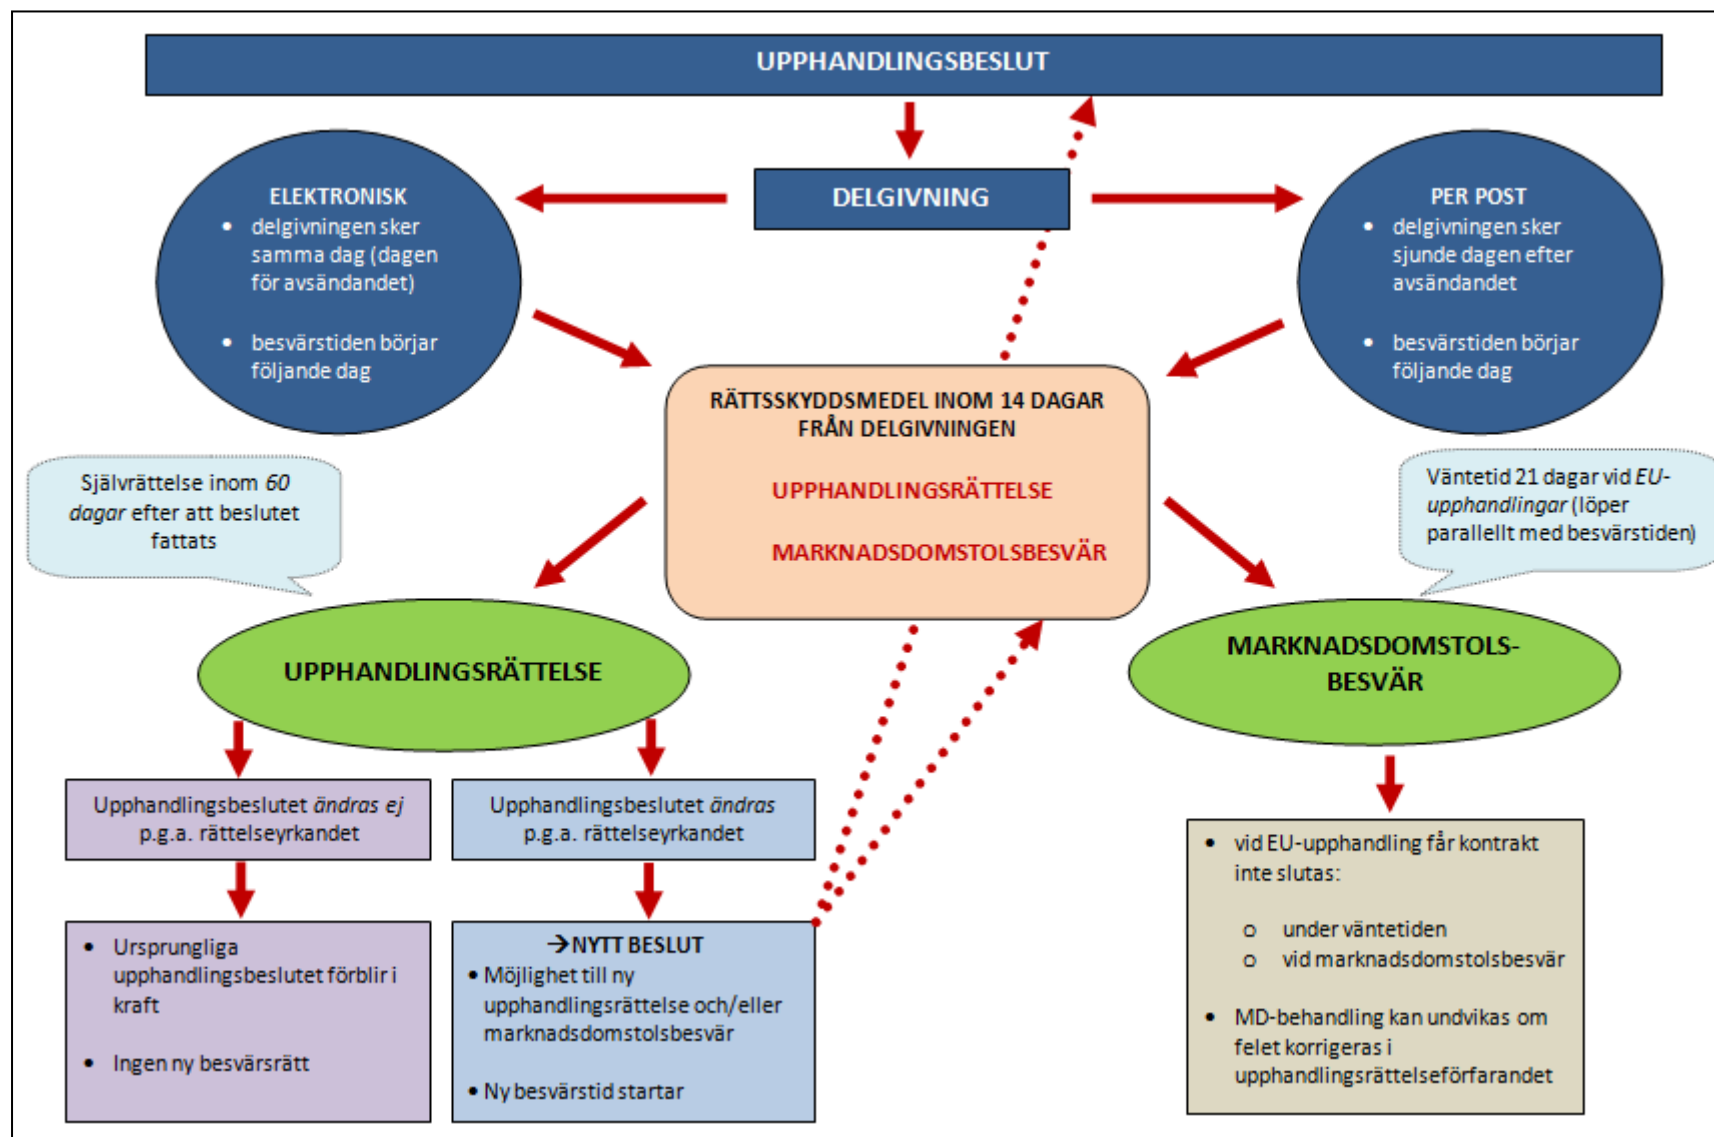 UPPHANDLINGSBESLUT
DELGIVNING
ELEKTRONISK
• delgivningen sker
samma dag (dagen
för avsändandet)
• besvärstiden börjar
följande dag
PER POST
• delgivningen sker
sjunde dagen efter
avsändandet
• besvärstiden börjar
följande dag
RÄTTSSKYDDSMEDEL INOM 14 DAGAR
FRÅN DELGIVNINGEN
UPPHANDLINGSRÄTTELSE
MARKNADSDOMSTOLSBESVÄR
Självrättelse inom 60
dagar efter att beslutet
fattats
Väntetid 21 dagar vid EU-
upphandlingar (löper
parallellt med besvärstiden)
UPPHANDLINGSRÄTTELSE
MARKNADSDOMSTOLS-
BESVÄR
Upphandlingsbeslutet ändras ej
p.g.a. rättelseyrkandet
Upphandlingsbeslutet ändras
p.g.a. rättelseyrkandet
• Ursprungliga
upphandlingsbeslutet förblir i
kraft
• Ingen ny besvärsrätt
→NYTT BESLUT
• Möjlighet till ny
upphandlingsrättelse och/eller
marknadsdomstolsbesvär
• Ny besvärstid startar
• vid EU-upphandling får kontrakt
inte slutas:
o under väntetiden
o vid marknadsdomstolsbesvär
• MD-behandling kan undvikas om
felet korrigeras i
upphandlingsrättelseförfarandet